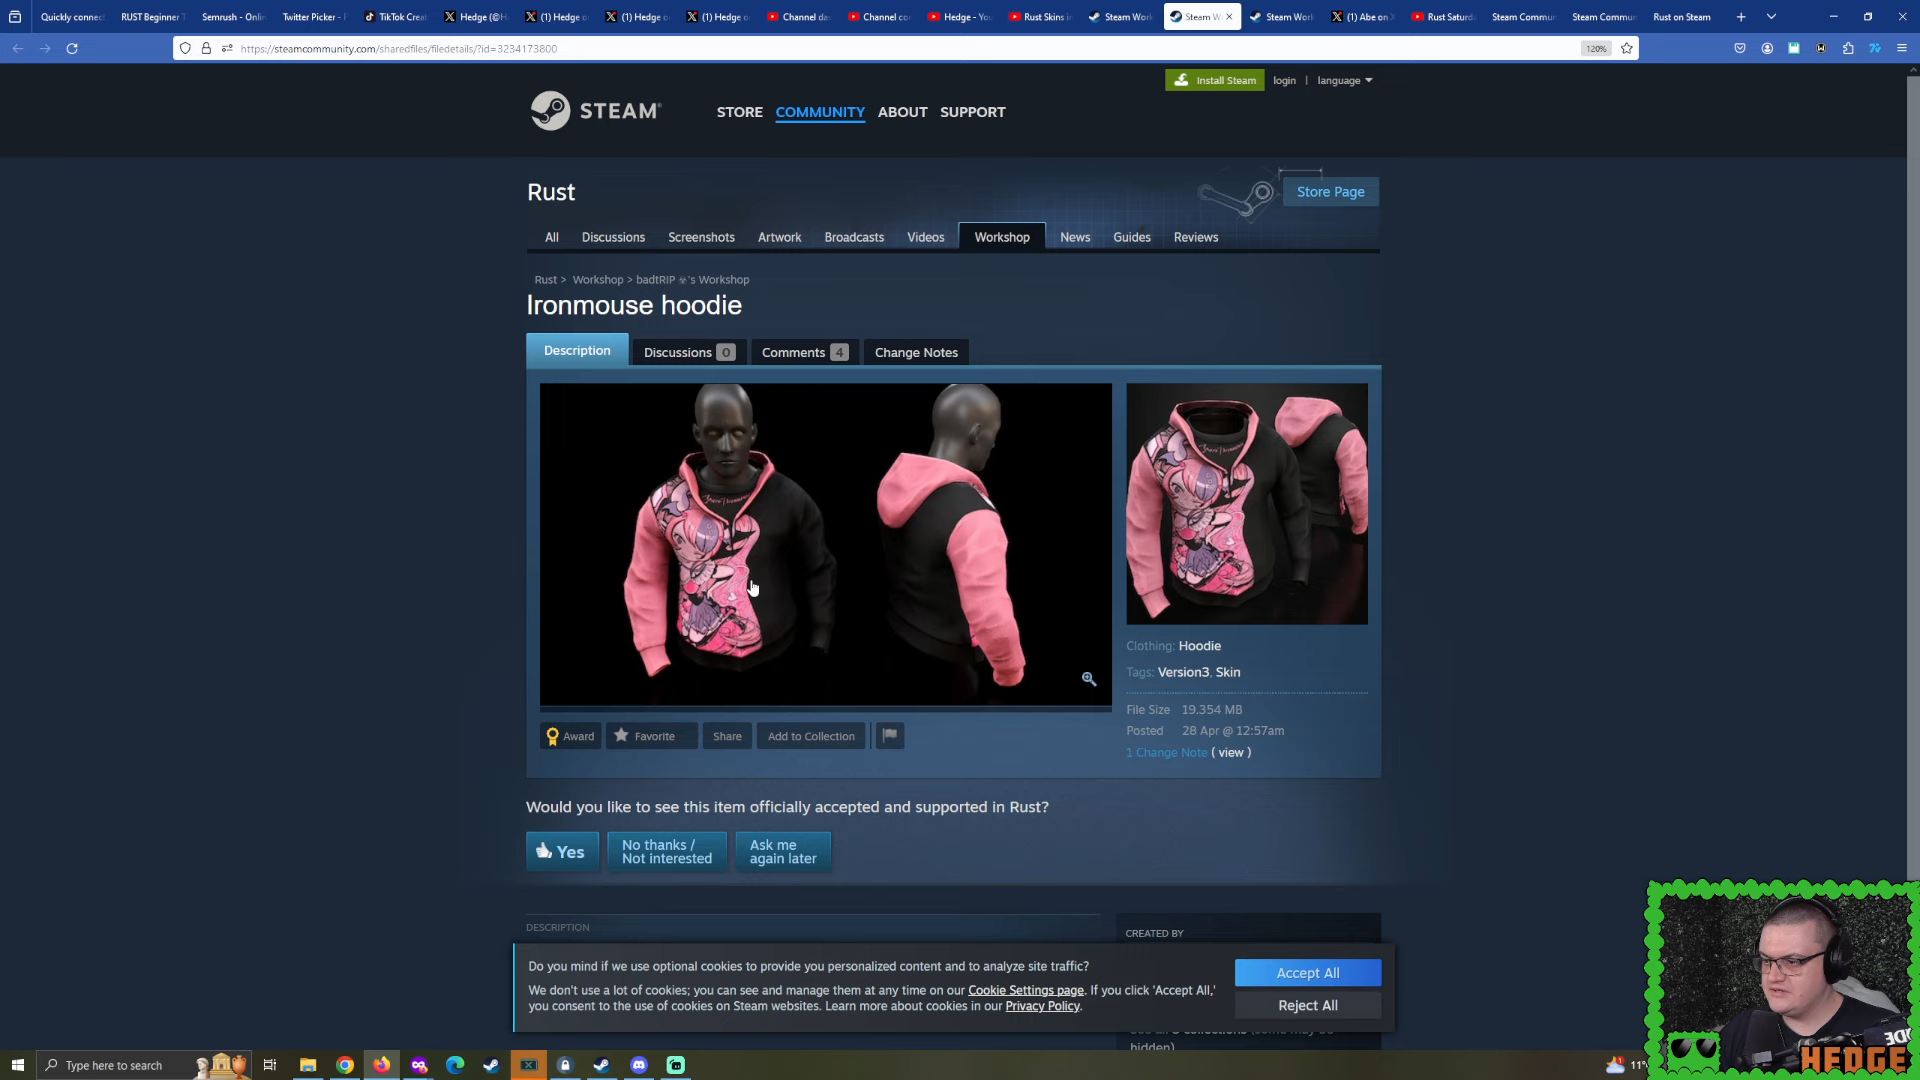 Quickly connec
RUST Beginner T
Semrush - Onlin
Twitter Picker - F
TikTok Creat
Hedge (@H
(1) Hedge o
(1) Hedge o
(1) Hedge o
Channel da
Channel co
Hedge - Yo
Rust Skins i
Steam Work
Steam W
Steam Work
(1) Abe on X
Rust Saturd
Steam Commun
Steam Commun
Rust on Steam
https://steamcommunity.com/sharedfiles/filedetails/?id=3234173800
120%
Install Steam
login | language
STEAM
STORE COMMUNITY ABOUT SUPPORT
Rust
Store Page
All Discussions Screenshots Artwork Broadcasts Videos Workshop News Guides Reviews
Rust > Workshop > badtRIP ☣'s Workshop
Ironmouse hoodie
Description Discussions 0 Comments 4 Change Notes
Clothing: Hoodie
Tags: Version3, Skin
File Size 19.354 MB
Posted 28 Apr @ 12:57am
1 Change Note ( view )
Award Favorite Share Add to Collection
Would you like to see this item officially accepted and supported in Rust?
Yes
No thanks /
Not interested
Ask me
again later
DESCRIPTION
CREATED BY
Do you mind if we use optional cookies to provide you personalized content and to analyze site traffic?
We don't use a lot of cookies; you can see and manage them at any time on our Cookie Settings page. If you click 'Accept All,'
you consent to the use of cookies on Steam websites. Learn more about cookies in our Privacy Policy.
Accept All
Reject All
hidden)
Type here to search
11°
HEDGE